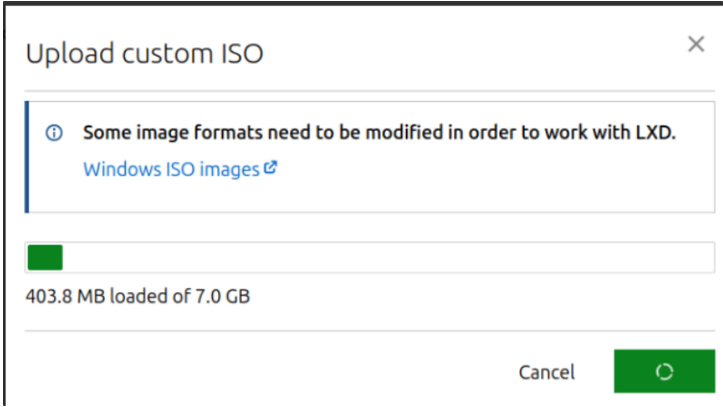 Upload custom ISO
Some image formats need to be modified in order to work with LXD.
Windows ISO images
403.8 MB loaded of 7.0 GB
Cancel